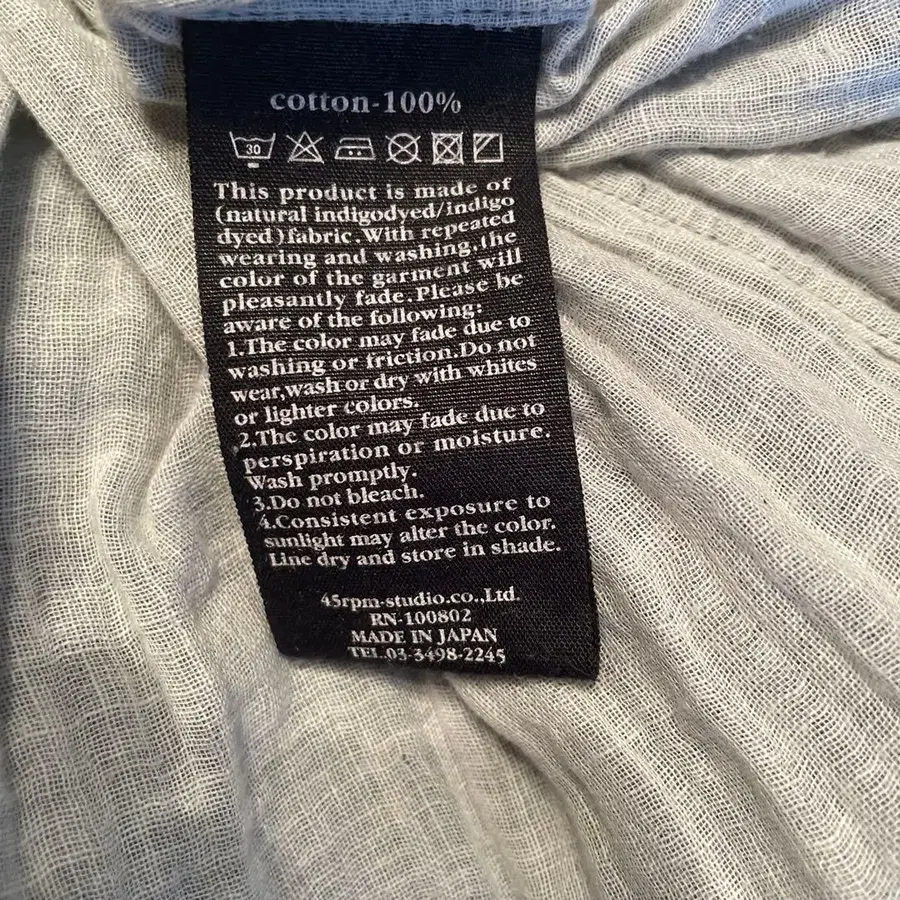 cotton-100%
30
This product is made of
(natural indigodyed/indigo
dyed)fabric.With repeated
wearing and washing,the
color of the garment will
pleasantly fade.Please be
aware of the following:
1.The color may fade due to
washing or friction.Do not
wear,wash or dry with whites
or lighter colors.
2.The color may fade due to
perspiration or moisture.
Wash promptly.
3.Do not bleach.
4.Consistent exposure to
sunlight may alter the color.
Line dry and store in shade.
45rpm-studio.co.,Ltd.
RN-100802
MADE IN JAPAN
TEL.03-3498-2245